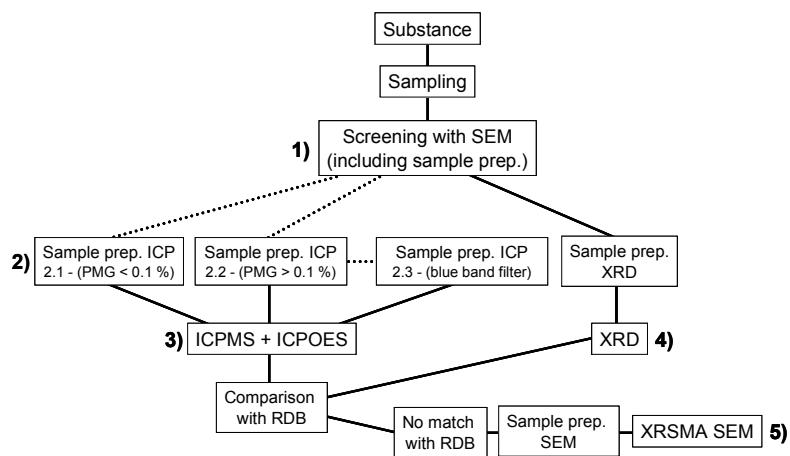 Substance
Sampling
1)
Screening with SEM
(including sample prep.)
2)
Sample prep. ICP
2.1 - (PMG < 0.1 %)
Sample prep. ICP
2.2 - (PMG > 0.1 %)
Sample prep. ICP
2.3 - (blue band filter)
Sample prep.
XRD
3)
ICPMS + ICPOES
XRD
4)
Comparison
with RDB
No match
with RDB
Sample prep.
SEM
XRSMA SEM
5)